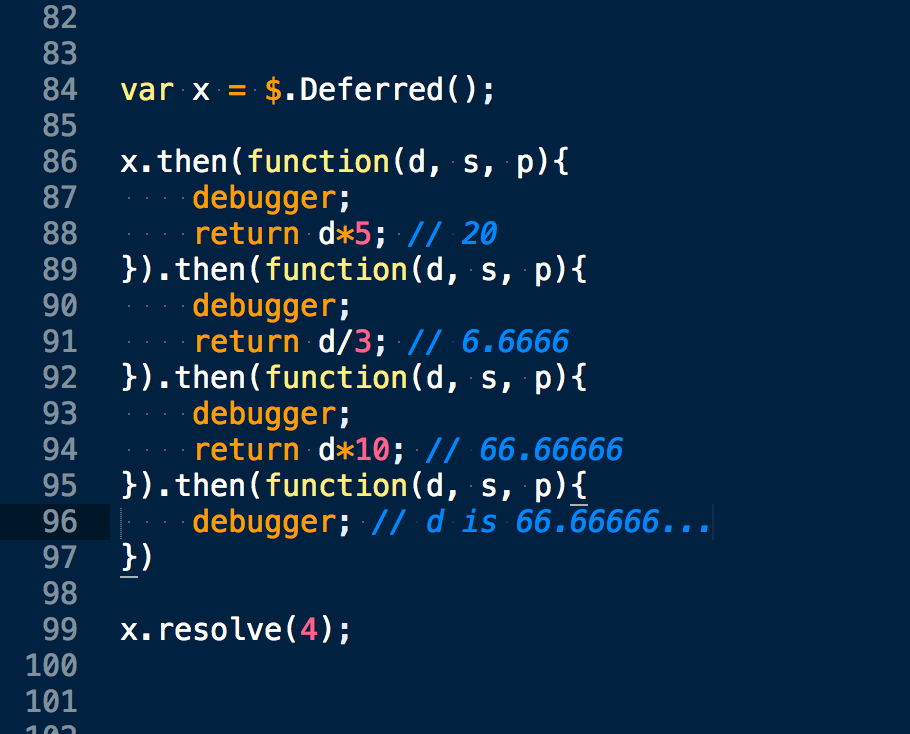 82
83
84 var x = $.Deferred();
85
86 x.then(function(d, s, p){
87     debugger;
88     return d*5; // 20
89 }).then(function(d, s, p){
90     debugger;
91     return d/3; // 6.6666
92 }).then(function(d, s, p){
93     debugger;
94     return d*10; // 66.66666
95 }).then(function(d, s, p){
96     debugger; // d is 66.66666...
97 })
98
99 x.resolve(4);
100
101